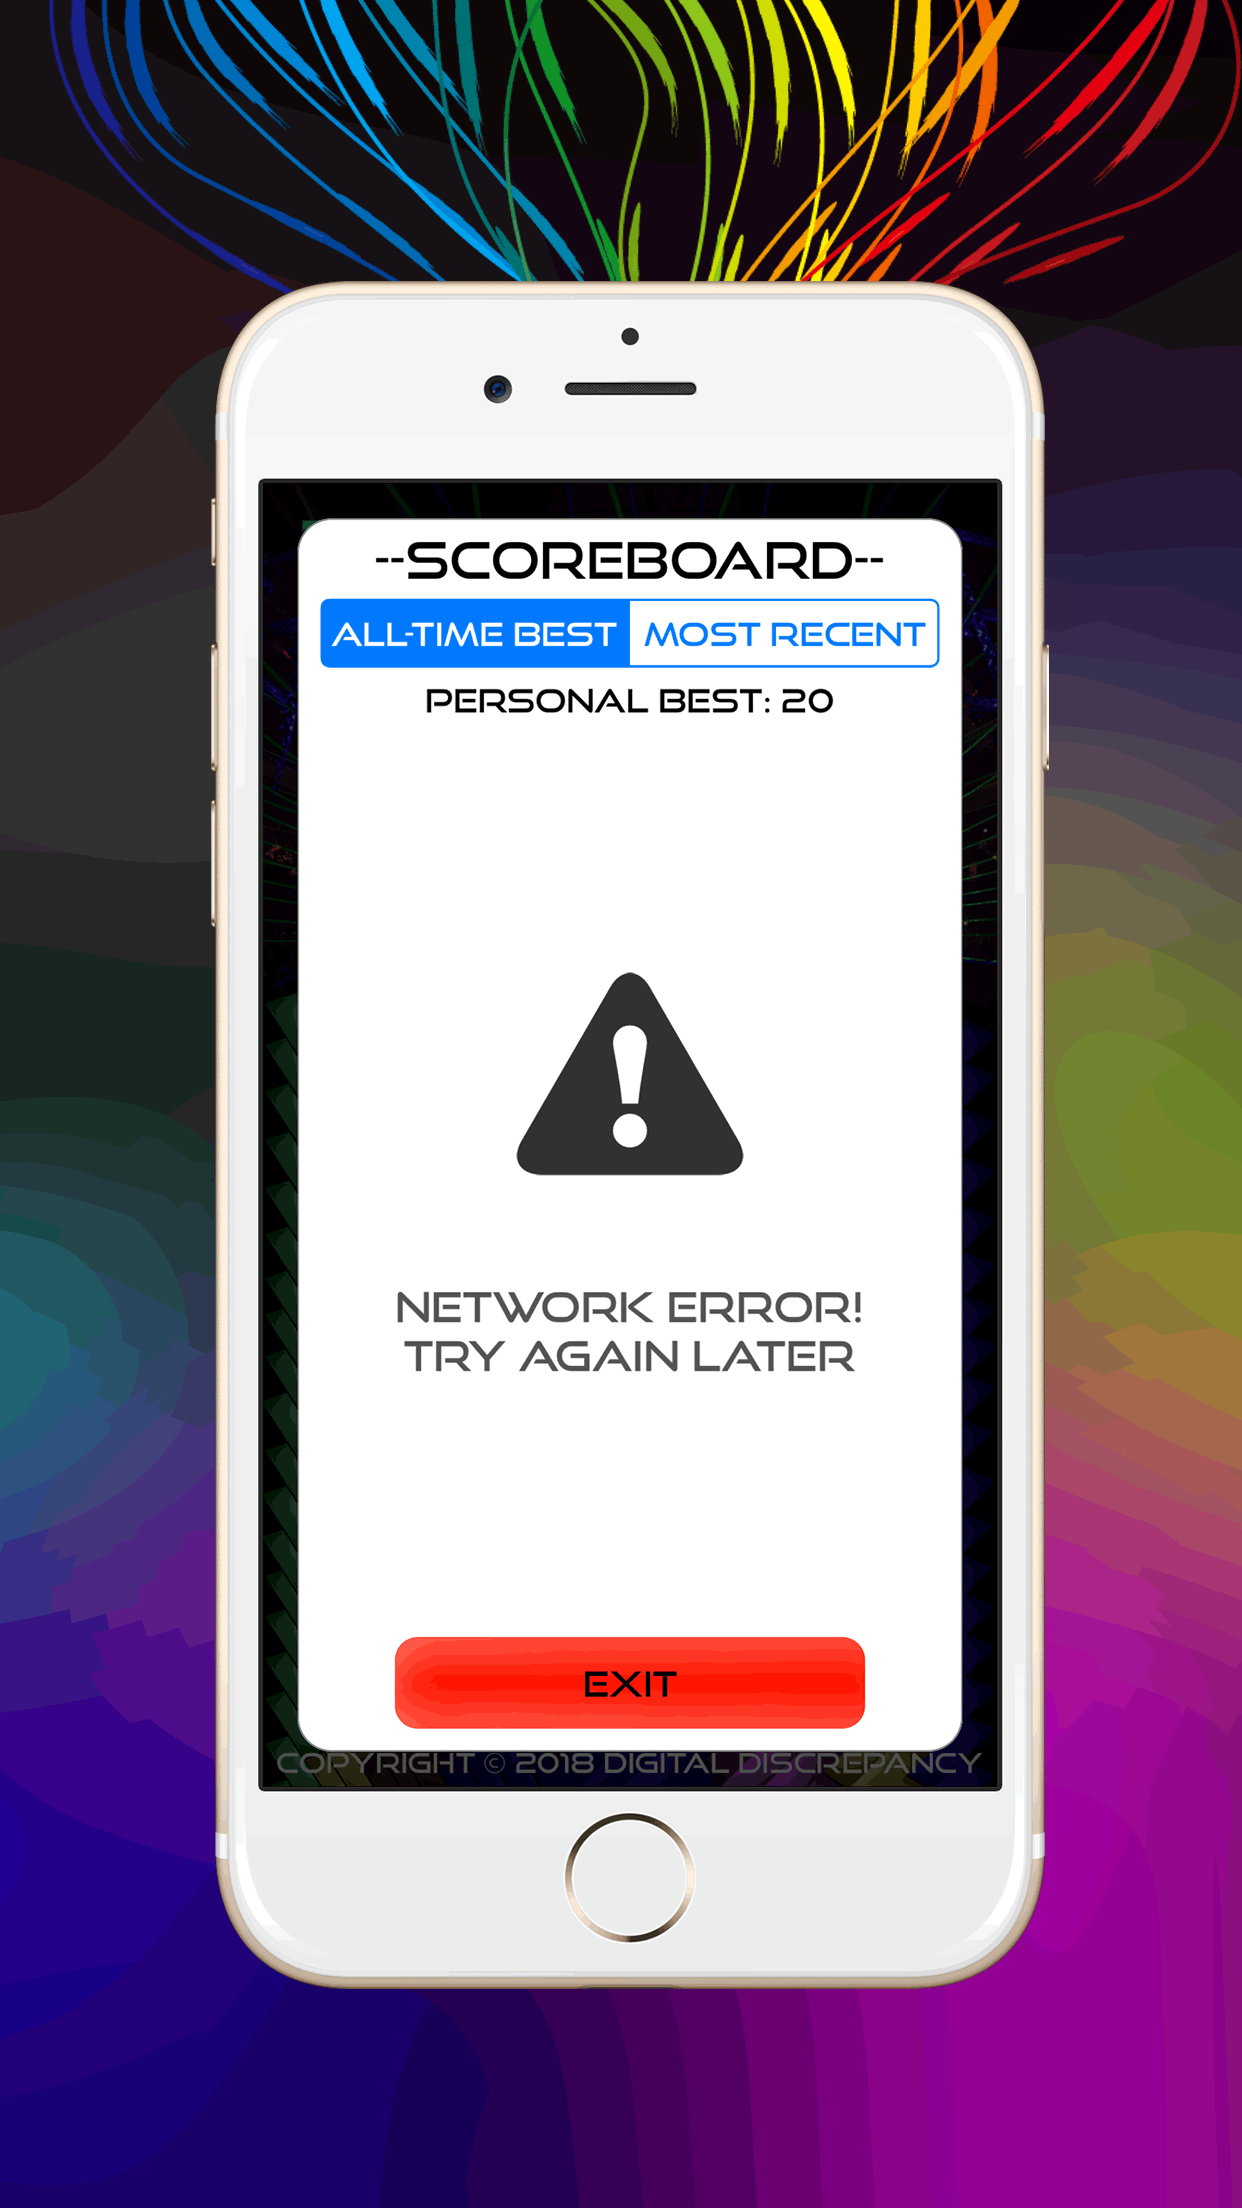 --SCOREBOARD--
ALL-TIME BEST MOST RECENT
PERSONAL BEST: 20
NETWORK ERROR!
TRY AGAIN LATER
EXIT
COPYRIGHT © 2018 DIGITAL DISCREPANCY